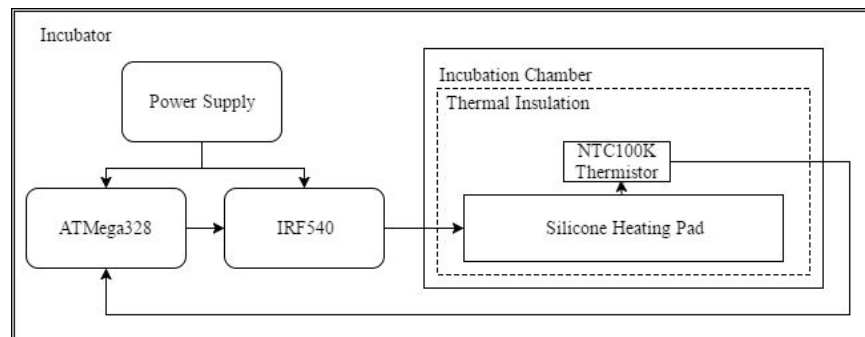 Incubator
Power Supply
Incubation Chamber
Thermal Insulation
NTC100K
Thermistor
ATMega328
IRF540
Silicone Heating Pad